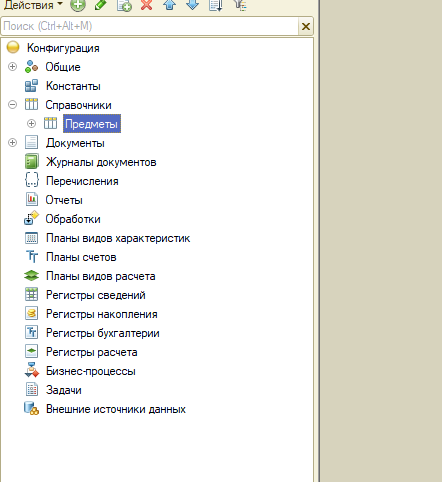 Действия
Поиск (Ctrl+Alt+M)
Конфигурация
Общие
Константы
Справочники
Предметы
Документы
Журналы документов
Перечисления
Отчеты
Обработки
Планы видов характеристик
Планы счетов
Планы видов расчета
Регистры сведений
Регистры накопления
Регистры бухгалтерии
Регистры расчета
Бизнес-процессы
Задачи
Внешние источники данных